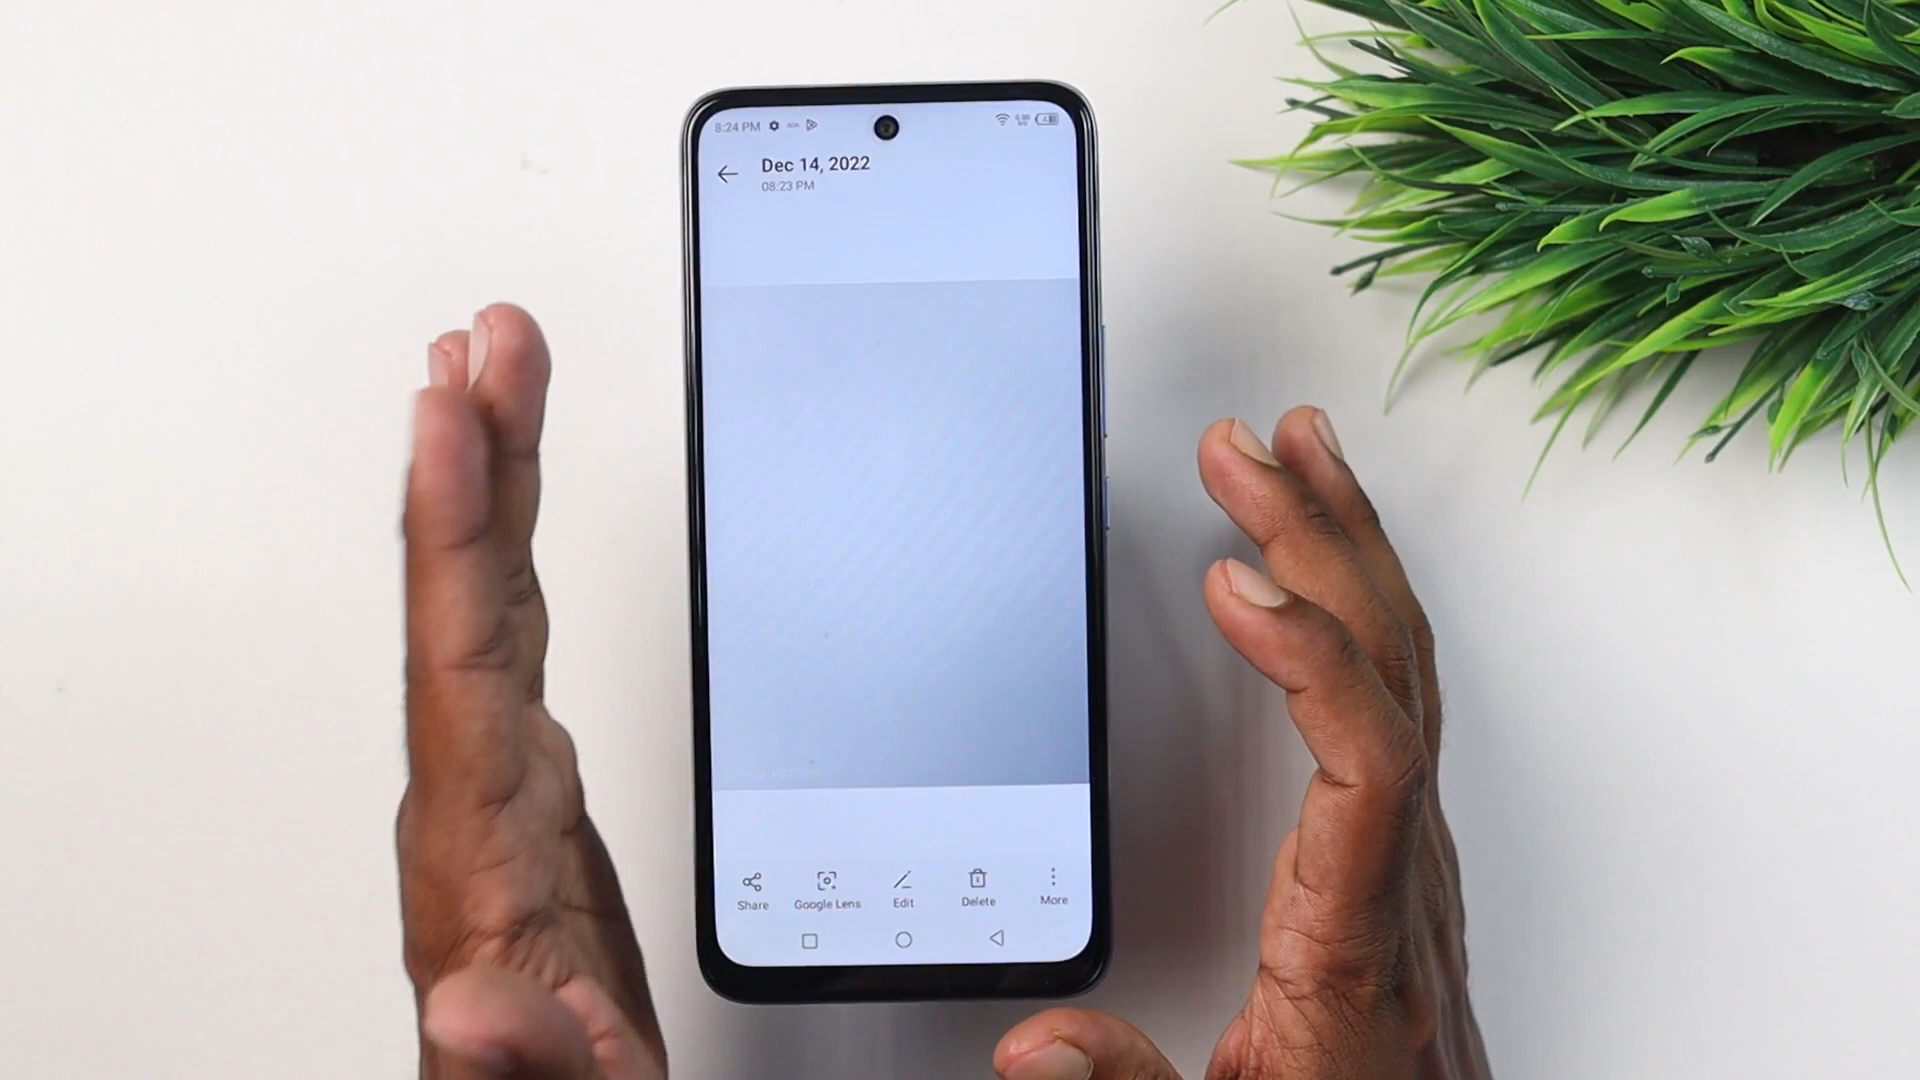 8:24 PM
Dec 14, 2022
08:23 PM
Share
Google Lens
Edit
Delete
More